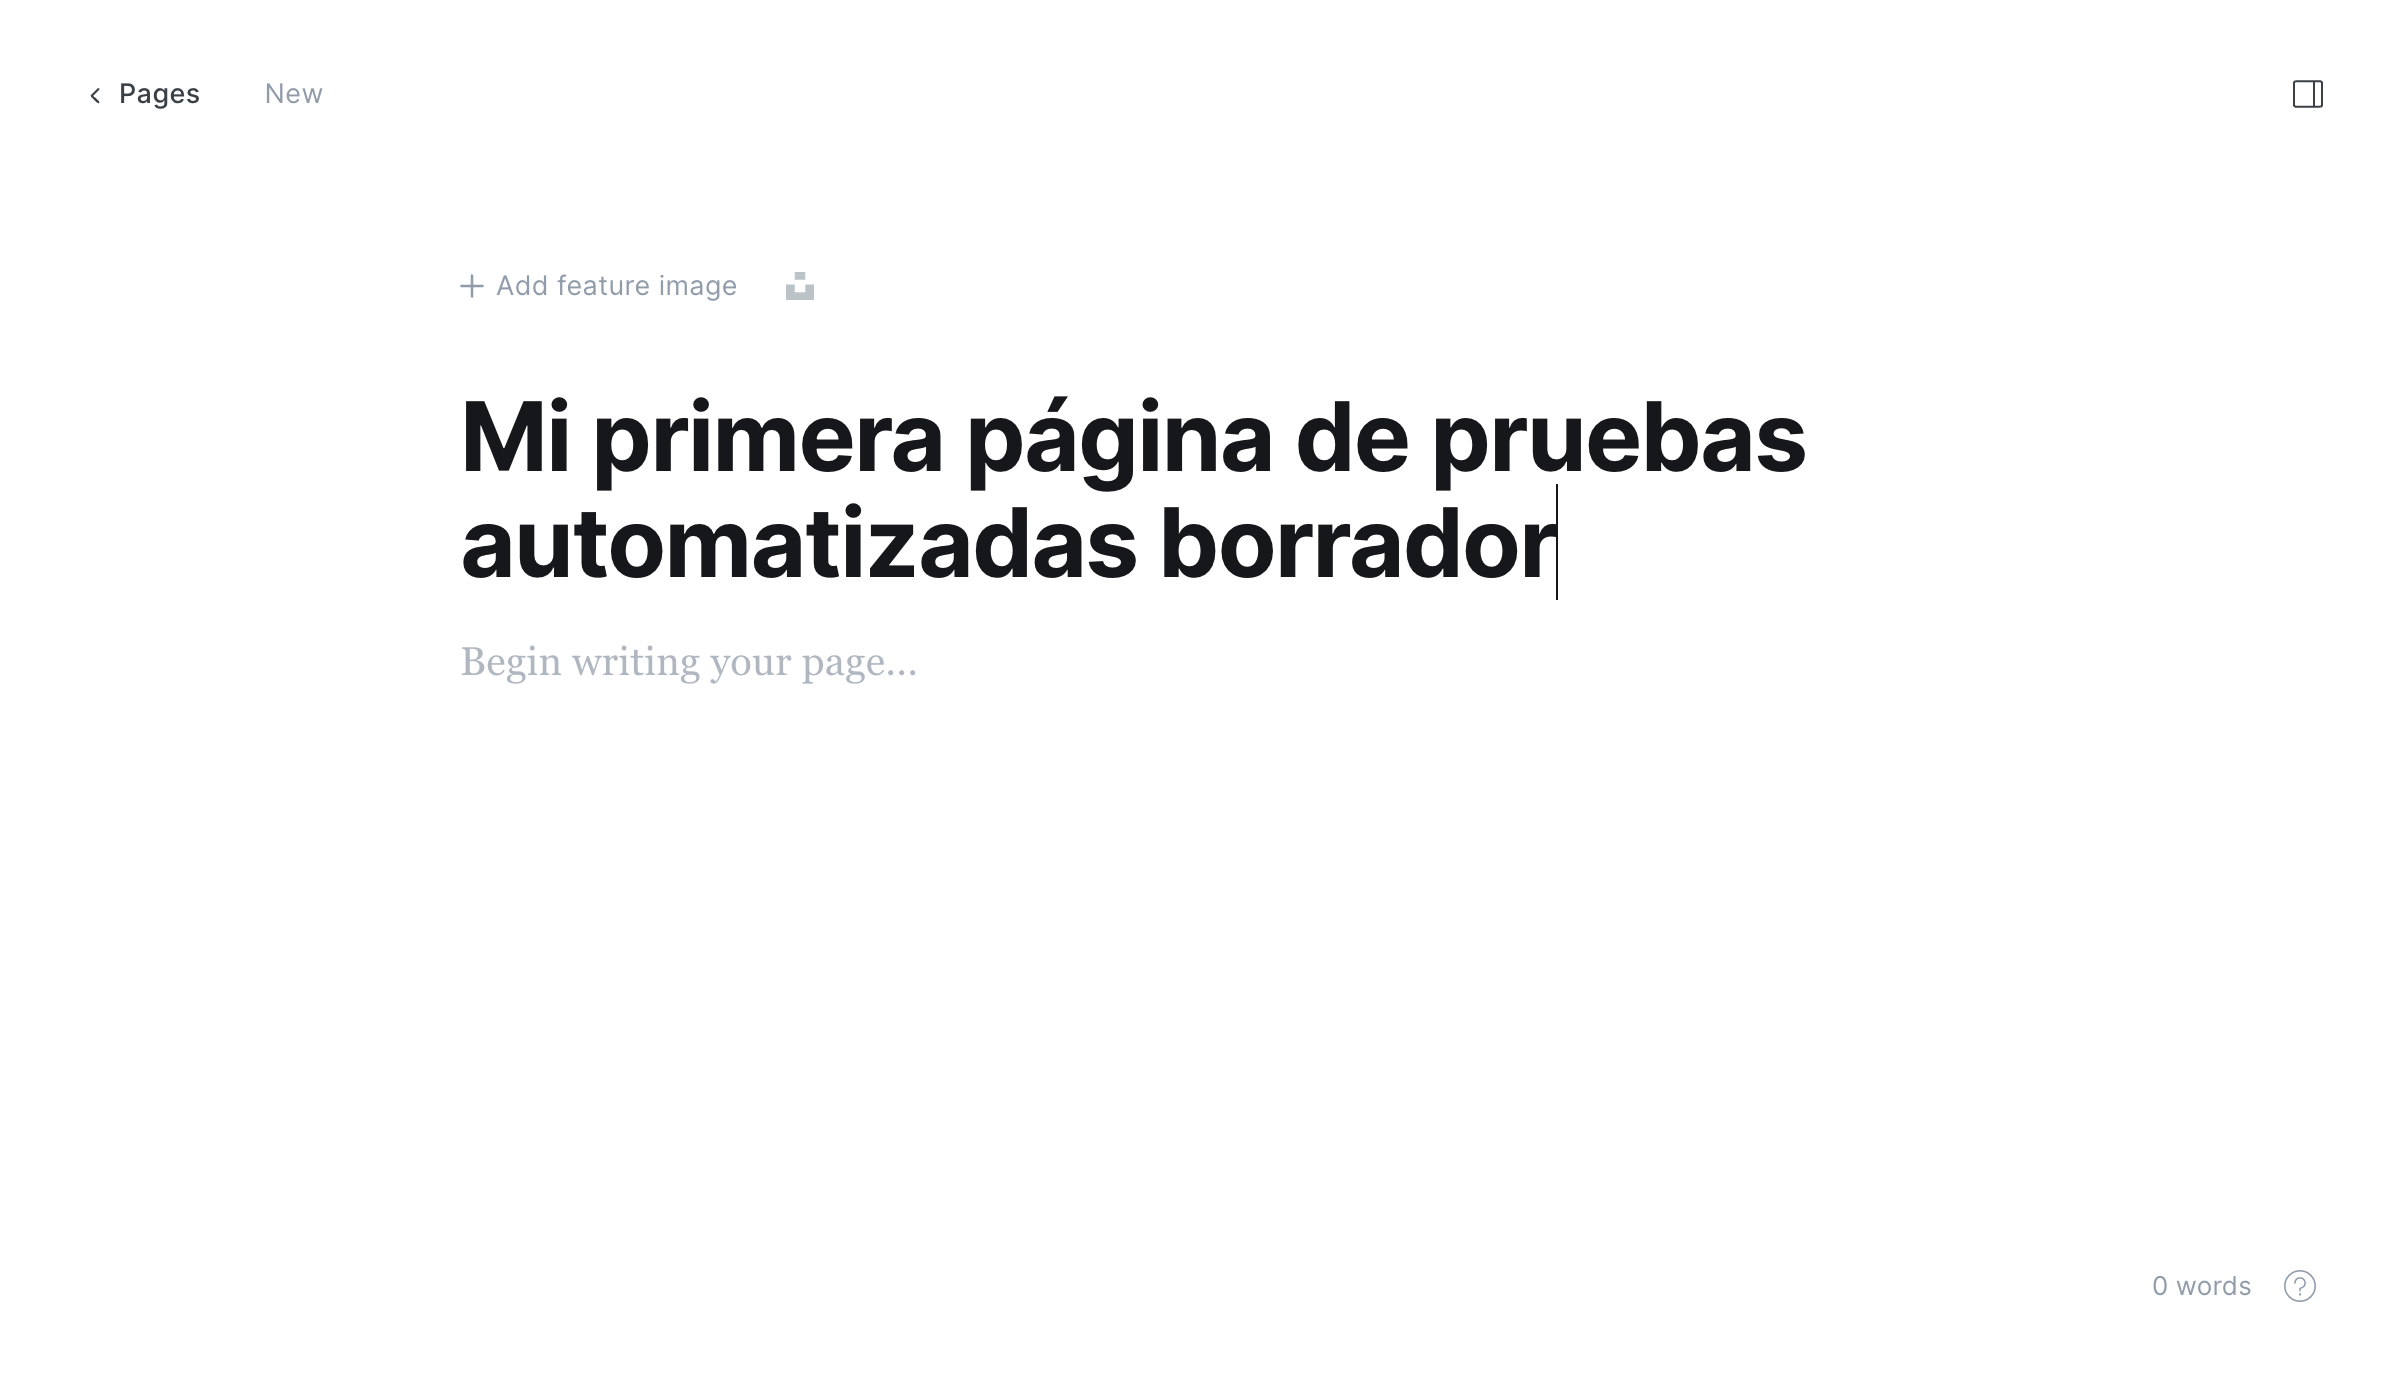 Pages
New
Add feature image
Mi primera página de pruebas
automatizadas borrador
Begin writing your page...
0 words
?